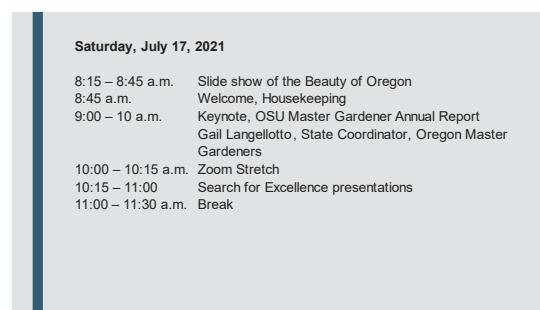 Saturday, July 17, 2021
8:15 – 8:45 a.m. Slide show of the Beauty of Oregon
8:45 a.m. Welcome, Housekeeping
9:00 – 10 a.m. Keynote, OSU Master Gardener Annual Report
Gail Langellotto, State Coordinator, Oregon Master
Gardeners
10:00 – 10:15 a.m. Zoom Stretch
10:15 – 11:00 Search for Excellence presentations
11:00 – 11:30 a.m. Break